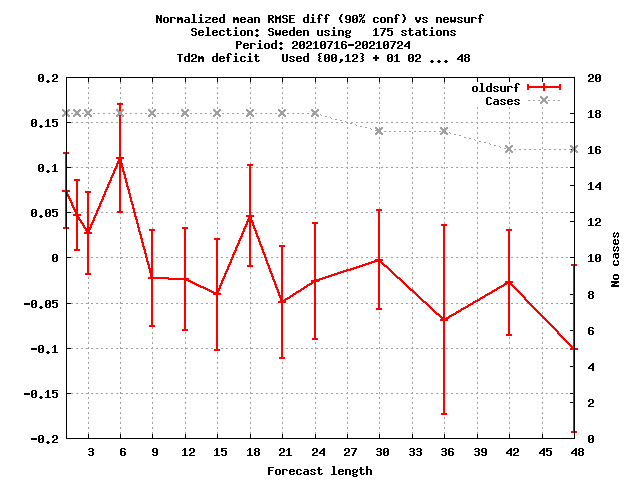 Normalized mean RMSE diff (90% conf) vs newsurf
Selection: Sweden using   175 stations
Period: 20210716-20210724
Td2m deficit   Used {00,12} + 01 02 ... 48
oldsurf
Cases
0.2
0.15
0.1
0.05
0
-0.05
-0.1
-0.15
-0.2
20
18
16
14
12
10
8
6
4
2
0
No cases
3 6 9 12 15 18 21 24 27 30 33 36 39 42 45 48
Forecast length